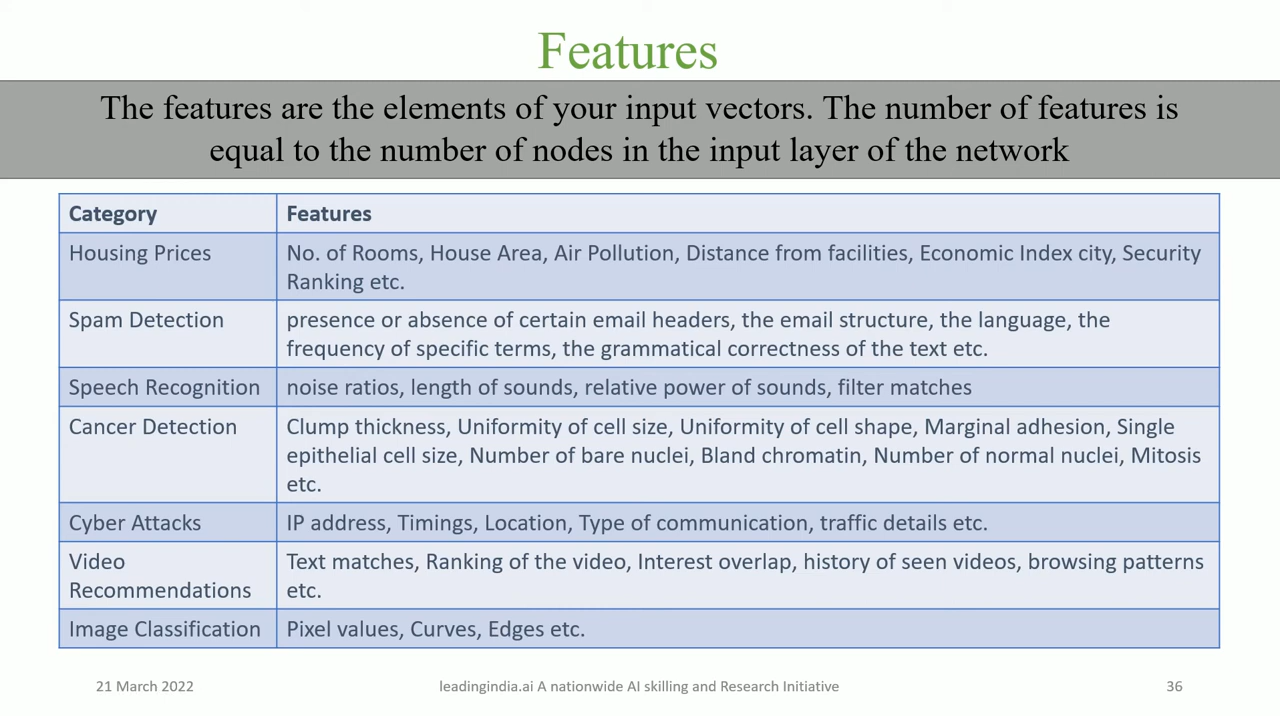 Features
The features are the elements of your input vectors. The number of features is
equal to the number of nodes in the input layer of the network
Category
Features
Housing Prices
No. of Rooms, House Area, Air Pollution, Distance from facilities, Economic Index city, Security
Ranking etc.
Spam Detection
presence or absence of certain email headers, the email structure, the language, the
frequency of specific terms, the grammatical correctness of the text etc.
Speech Recognition
noise ratios, length of sounds, relative power of sounds, filter matches
Cancer Detection
Clump thickness, Uniformity of cell size, Uniformity of cell shape, Marginal adhesion, Single
epithelial cell size, Number of bare nuclei, Bland chromatin, Number of normal nuclei, Mitosis
etc.
Cyber Attacks
IP address, Timings, Location, Type of communication, traffic details etc.
Video
Recommendations
Text matches, Ranking of the video, Interest overlap, history of seen videos, browsing patterns
etc.
Image Classification
Pixel values, Curves, Edges etc.
21 March 2022
leadingindia.ai A nationwide AI skilling and Research Initiative
36